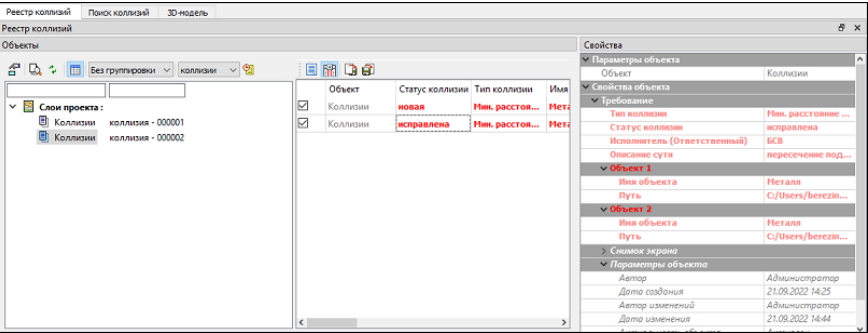 Реестр коллизий Поиск коллизий 3D-модель
Реестр коллизий
Объекты
Без группировки коллизии
Слои проекта :
Коллизии коллизия - 000001
Коллизии коллизия - 000002
Объект Статус коллизии Тип коллизии Имя
Коллизии новая Мин. расстоя... Мета
Коллизии исправлена Мин. расстоя... Мета
Свойства
Параметры объекта
Объект Коллизии
Свойства объекта
Требование
Тип коллизии Мин. расстояние ...
Статус коллизии исправлена
Исполнитель (Ответственный) БСВ
Описание сути пересечение под...
Объект 1
Имя объекта Металл
Путь C:/Users/berezin...
Объект 2
Имя объекта Металл
Путь C:/Users/berezin...
Снимок экрана
Параметры объекта
Автор Администратор
Дата создания 21.09.2022 14:25
Автор изменений Администратор
Дата изменения 21.09.2022 14:44